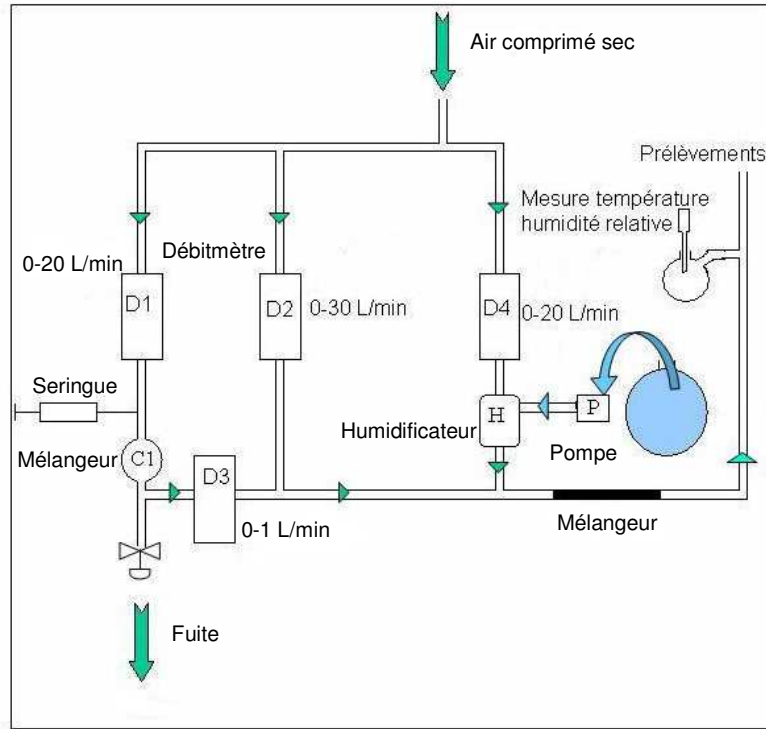 Air comprimé sec
Prélèvements
Mesure température
humidité relative
Débitmètre
0-20 L/min
D1
D2
0-30 L/min
D4
0-20 L/min
Seringue
H
P
Humidificateur
Pompe
Mélangeur
C1
D3
0-1 L/min
Mélangeur
Fuite